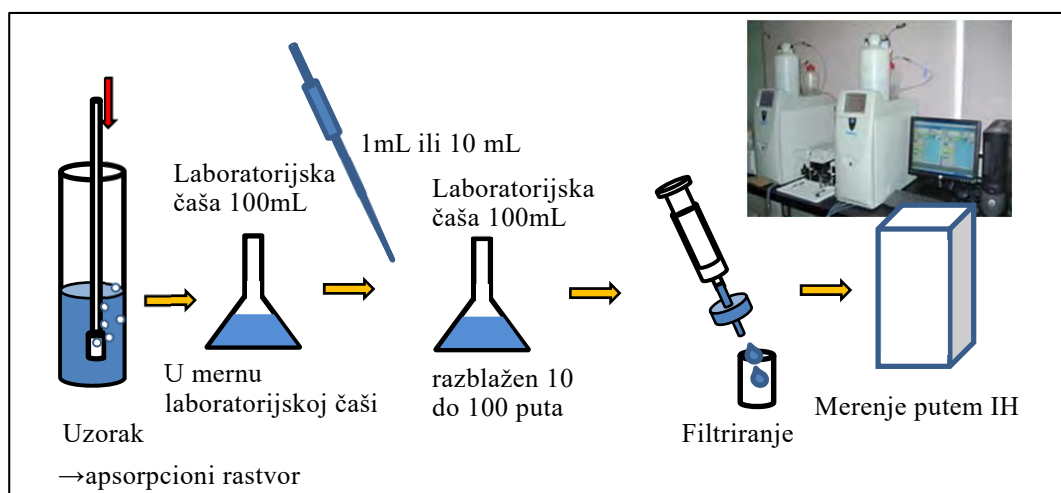 1mL ili 10 mL
Laboratorijska
čaša 100mL
Laboratorijska
čaša 100mL
U mernu
laboratorijskoj čaši
razblažen 10
do 100 puta
Uzorak
→apsorpcioni rastvor
Filtriranje
Merenje putem IH